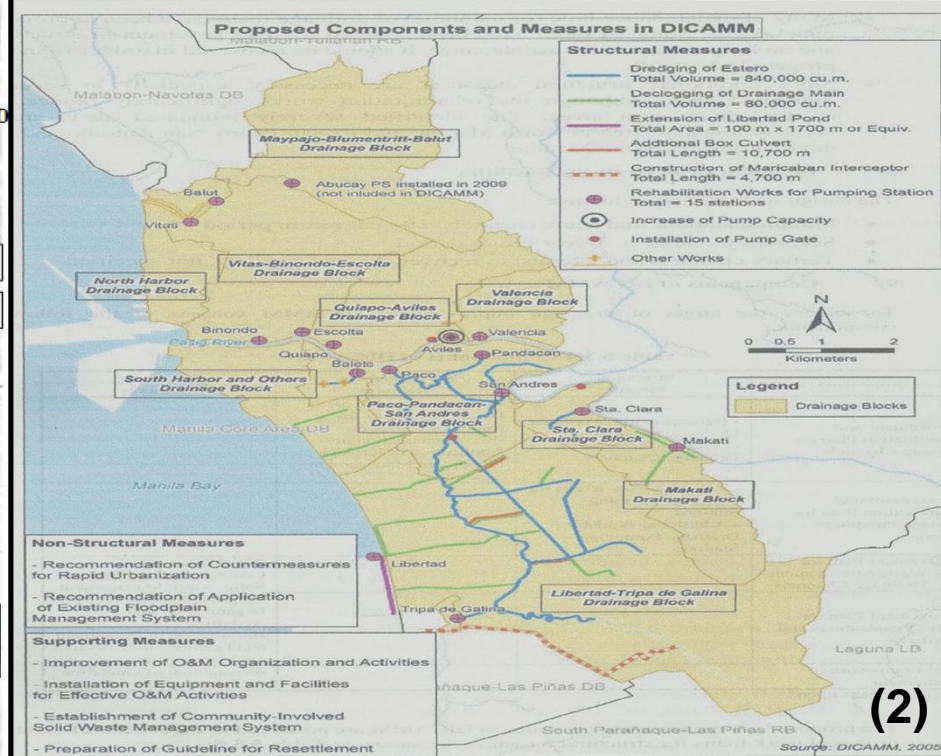 Proposed Components and Measures in DICAMM
Malabon-Tullahan RB
Malabon-Navotas DB
Structural Measures
Dredging of Estero
Total Volume = 840,000 cu.m.
Declogging of Drainage Main
Total Volume = 80,000 cu.m.
Extension of Libertad Pond
Total Area = 100 m x 1700 m or Equiv.
Addtional Box Culvert
Total Length = 10,700 m
Construction of Maricaban Interceptor
Total Length = 4,700 m
Rehabilitation Works for Pumping Station
Total = 15 stations
Increase of Pump Capacity
Installation of Pump Gate
Other Works
Maypajo-Blumentritt-Balut
Drainage Block
Abucay PS installed in 2009
(not inluded in DICAMM)
Balut
Vitas
Vitas-Binondo-Escolta
Drainage Block
North Harbor
Drainage Block
Valencia
Drainage Block
Quiapo-Aviles
Drainage Block
N
Binondo
Escolta
Valencia
Pasig River
Quiapo
Aviles
Pandacan
0 0.5 1 2
Kilometers
Balete
Paco
South Harbor and Others
Drainage Block
San Andres
Legend
Drainage Blocks
Paco-Pandacan-
San Andres
Drainage Block
Sta. Clara
Sta. Clara
Drainage Block
Manila Core Area DB
Makati
Manila Bay
Makati
Drainage Block
Non-Structural Measures
- Recommendation of Countermeasures
for Rapid Urbanization
- Recommendation of Application
of Existing Floodplain
Management System
Libertad
Libertad-Tripa de Galina
Drainage Block
Tripa de Galina
Supporting Measures
- Improvement of O&M Organization and Activities
- Installation of Equipment and Facilities
for Effective O&M Activities
- Establishment of Community-Involved
Solid Waste Management System
- Preparation of Guideline for Resettlement
Laguna LB
añaque-Las Piñas DB
South Parañaque-Las Piñas RB
(2)
Source: DICAMM, 2005